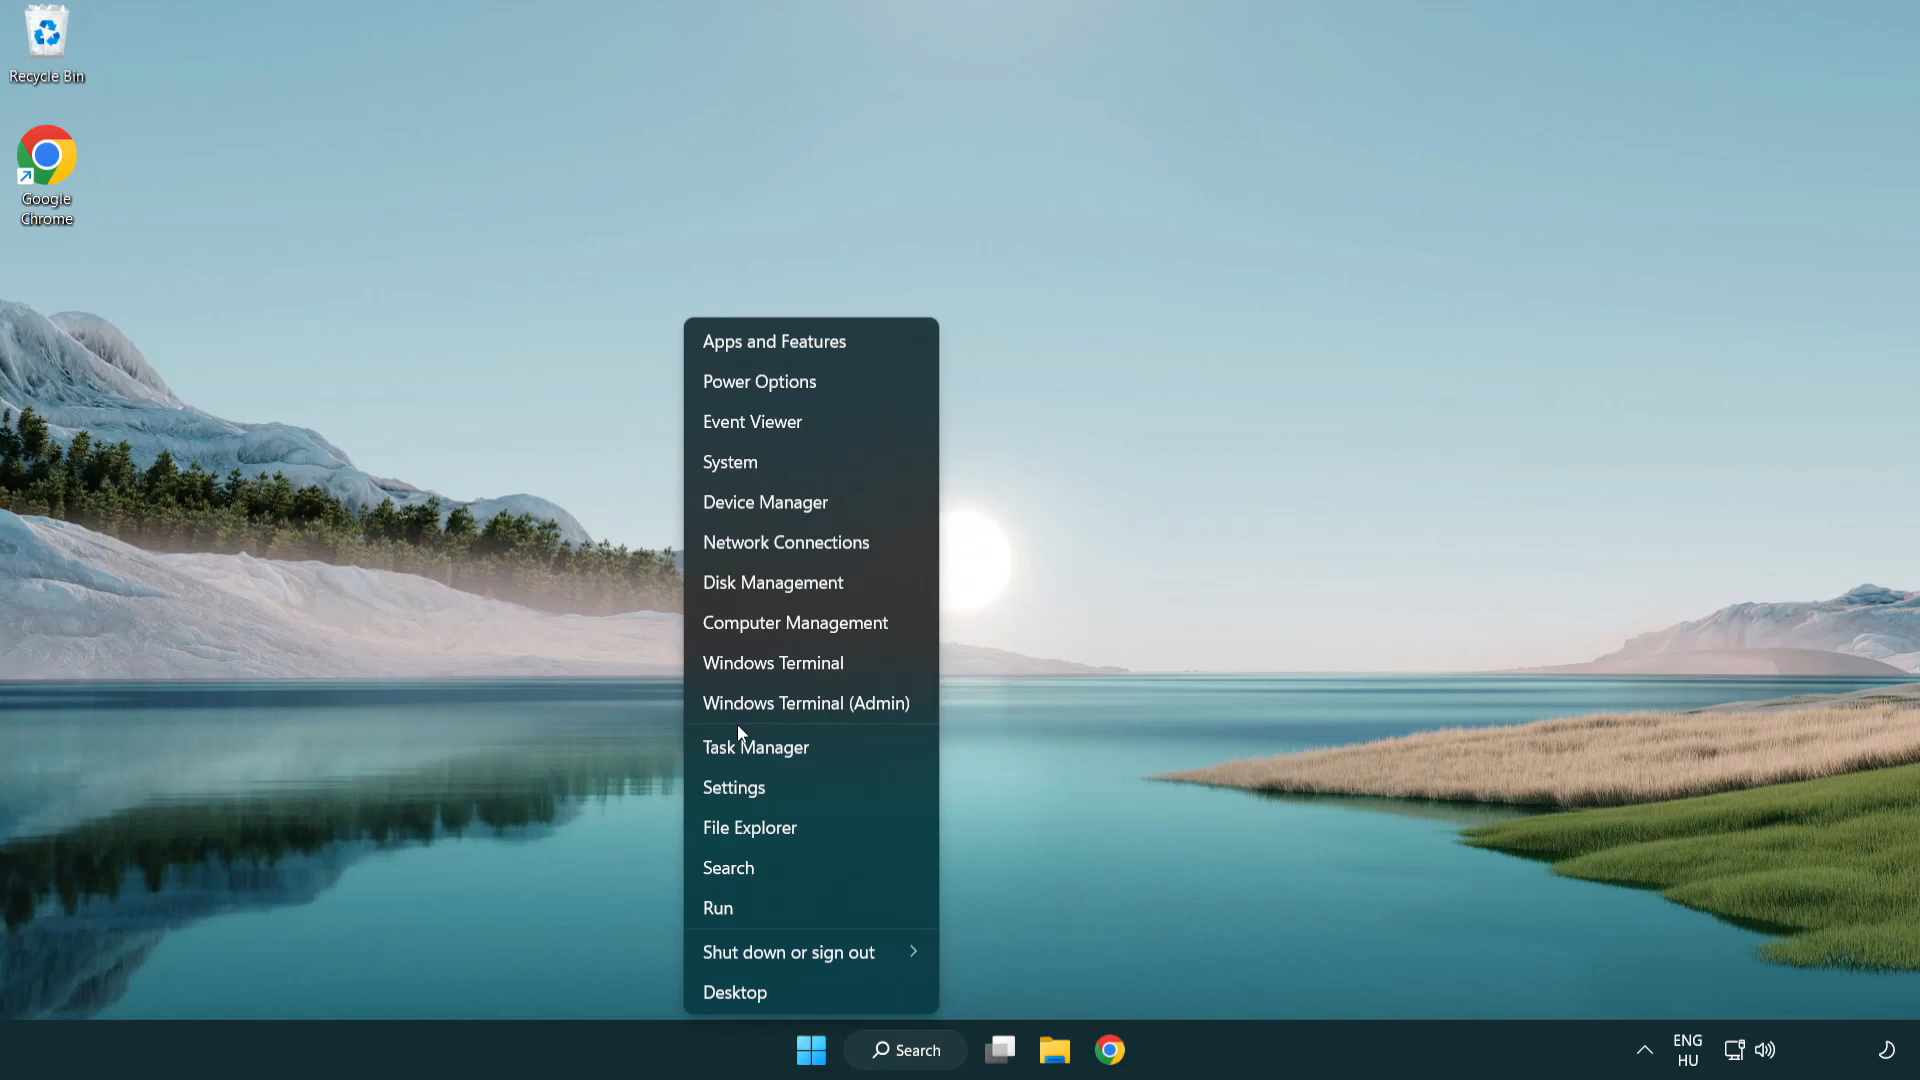 Recycle Bin
Google
Chrome
Apps and Features
Power Options
Event Viewer
System
Device Manager
Network Connections
Disk Management
Computer Management
Windows Terminal
Windows Terminal (Admin)
Task Manager
Settings
File Explorer
Search
Run
Shut down or sign out
Desktop
Search
ENG
HU